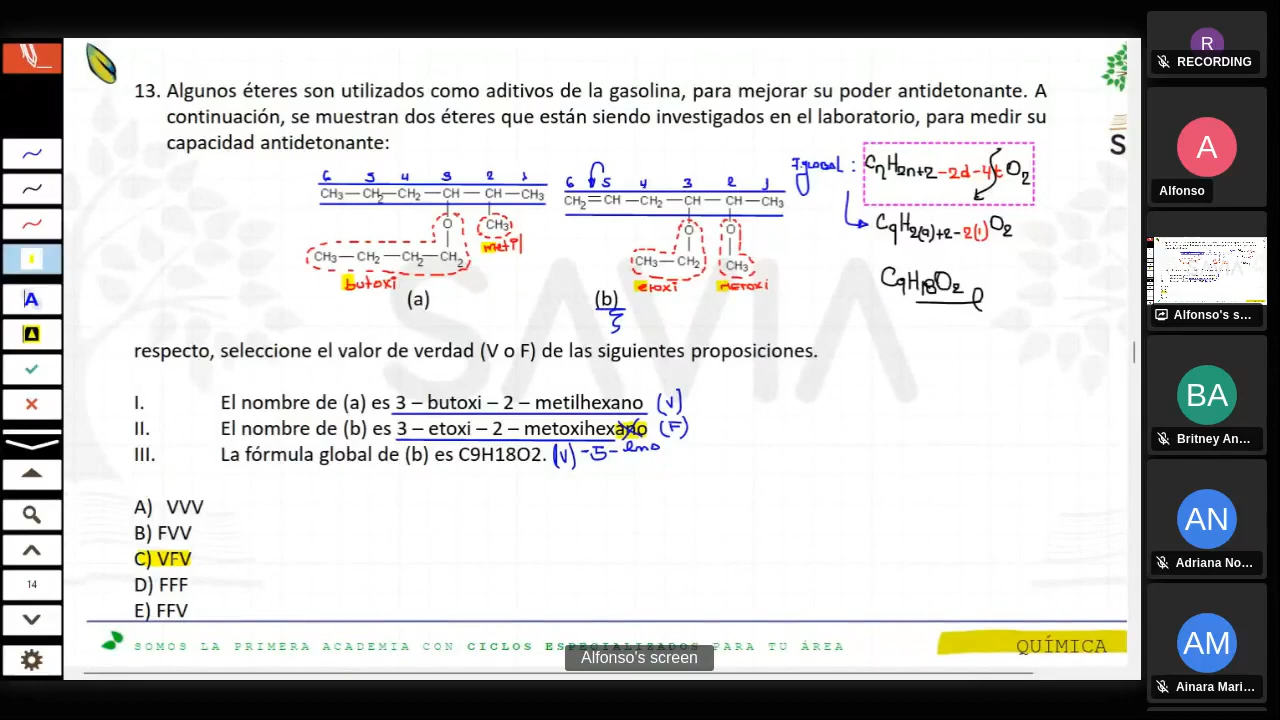 13. Algunos éteres son utilizados como aditivos de la gasolina, para mejorar su poder antidetonante. A
continuación, se muestran dos éteres que están siendo investigados en el laboratorio, para medir su
capacidad antidetonante:
6 5 4 3 2 1
CH3—CH2—CH2—CH—CH—CH3
O CH3
metil
CH3—CH2—CH2—CH2
butoxi
(a)
6 5 4 3 2 1
CH2=CH—CH2—CH—CH—CH3
O O
CH3—CH2 CH3
etoxi metoxi
(b)
F.global : CnH2n+2-2d-4t O2
C9H2(9)+2-2(1)O2
C9H18O2
S
respecto, seleccione el valor de verdad (V o F) de las siguientes proposiciones.
I. El nombre de (a) es 3 – butoxi – 2 – metilhexano (V)
II. El nombre de (b) es 3 – etoxi – 2 – metoxihexano (F)
III. La fórmula global de (b) es C9H18O2. (V) -5-eno
A) VVV
B) FVV
C) VFV
D) FFF
E) FFV
SAVIA
SOMOS LA PRIMERA ACADEMIA CON CICLOS ESPECIALIZADOS PARA TU ÁREA
QUÍMICA
Alfonso's screen
A
A
14
R
RECORDING
A
Alfonso
Alfonso's s...
BA
Britney An...
AN
Adriana No...
AM
Ainara Mari...